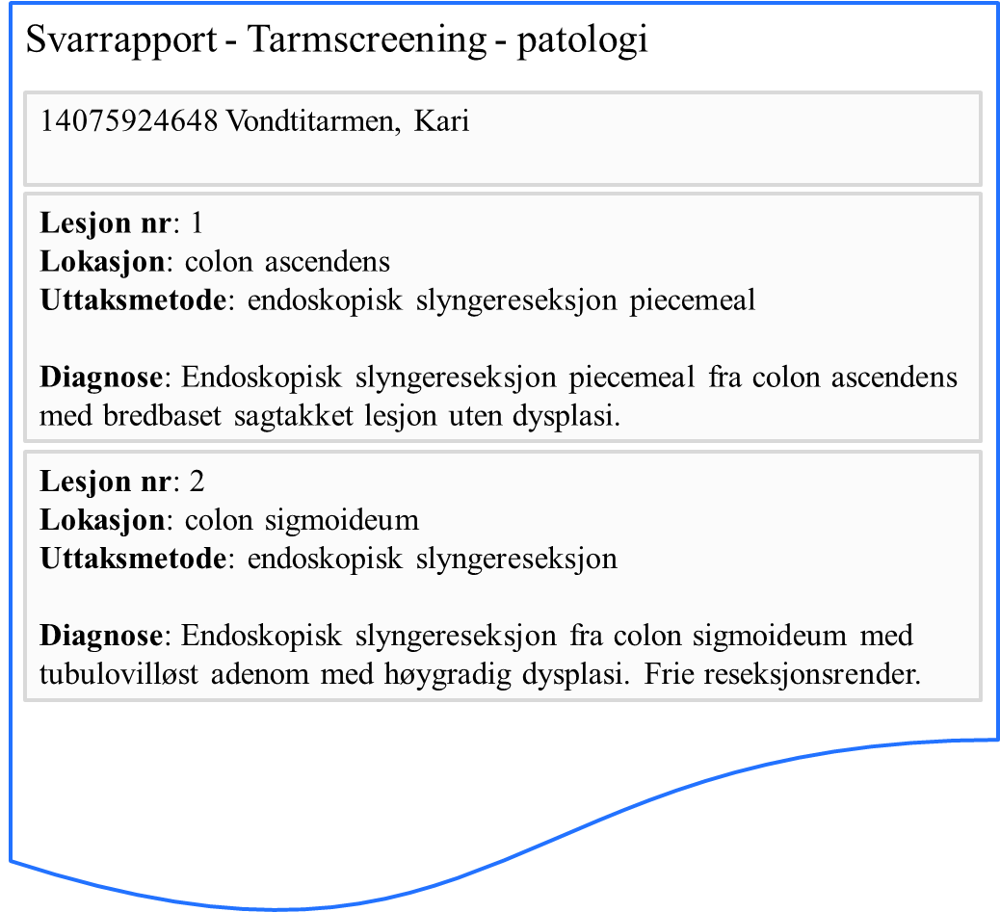 Svarrapport - Tarmscreening - patologi
14075924648 Vondtitarmen, Kari
Lesjon nr: 1
Lokasjon: colon ascendens
Uttaksmetode: endoskopisk slyngereseksjon piecemeal
Diagnose: Endoskopisk slyngereseksjon piecemeal fra colon ascendens
med bredbaset sagtakket lesjon uten dysplasi.
Lesjon nr: 2
Lokasjon: colon sigmoideum
Uttaksmetode: endoskopisk slyngereseksjon
Diagnose: Endoskopisk slyngereseksjon fra colon sigmoideum med
tubulovilløst adenom med høygradig dysplasi. Frie reseksjonsrender.